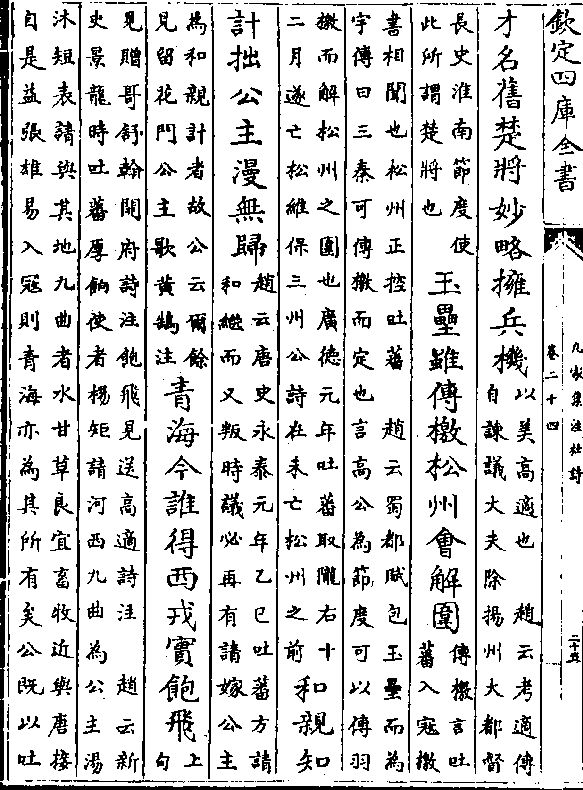 欽定四庫全書
九家集注杜詩
卷二十四
二十五
才名舊楚將妙略擁兵機
以美高適也 趙云考適傳
自諫議大夫除揚州大都督
長史淮南節度使
此所謂楚將也
玉壘雖傳檄松州會解圍
傳檄言吐
蕃入冦檄
書相聞也松州正控吐蕃 趙云蜀都賦包玉壘而為
宇傳曰三秦可傳檄而定也言高公為節度可以傳羽
檄而解松州之圍也廣德元年吐蕃取隴右十
二月遂亡松維保三州公詩在未亡松州之前
和親知
計拙公主漫無歸
趙云唐史永泰元年乙巳吐蕃方請
和繼而又叛時議必再有請嫁公主
為和親計者故公云爾餘
見留花門公主歌黄鵠注
青海今誰得西戎實飽飛
上
句
見贈哥舒翰開府詩注飽飛見送高適詩注 趙云新
史景龍時吐蕃厚餉使者楊矩請河西九曲為公主湯
沐短表請與其地九曲者水甘草良宜畜牧近與唐接
自是益張雄易入冦則青海亦為其所有矣公既以吐